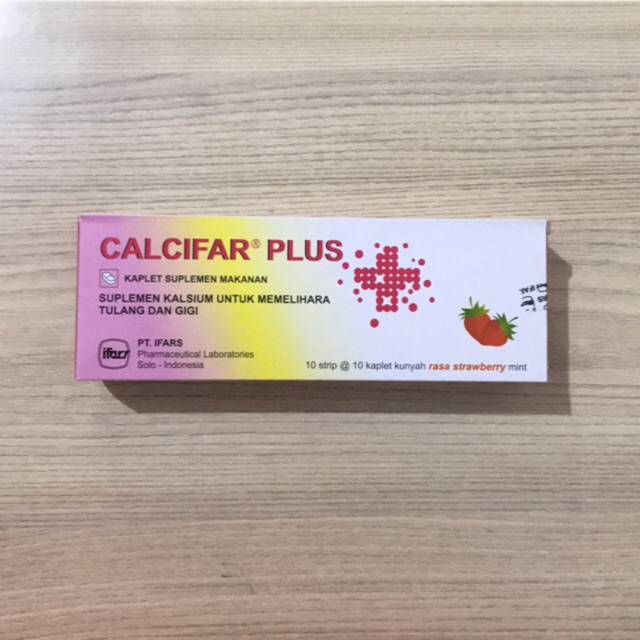 CALCIFAR® PLUS
KAPLET SUPLEMEN MAKANAN
SUPLEMEN KALSIUM UNTUK MEMELIHARA
TULANG DAN GIGI
ifars
PT. IFARS
Pharmaceutical Laboratories
Solo - Indonesia
10 strip @ 10 kaplet kunyah rasa strawberry mint